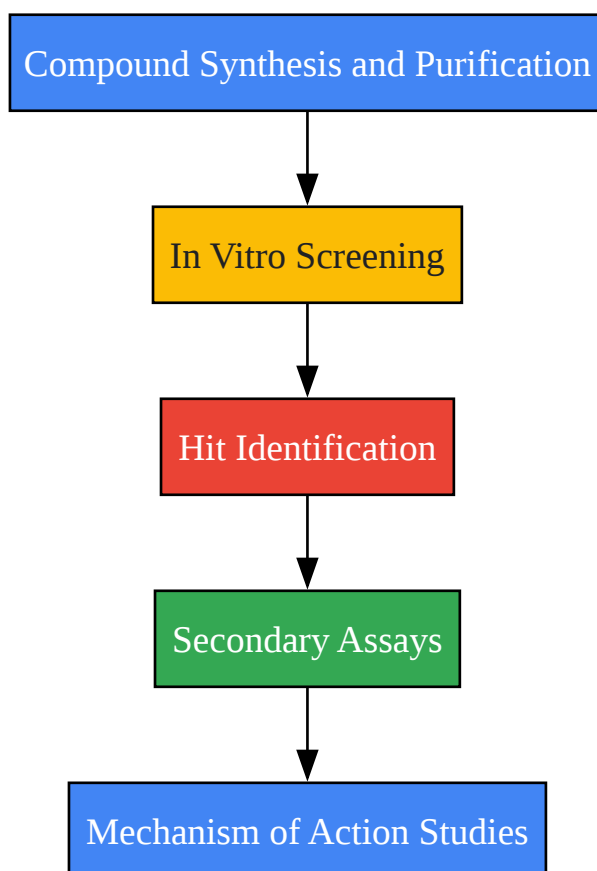 Compound Synthesis and Purification
In Vitro Screening
Hit Identification
Secondary Assays
Mechanism of Action Studies